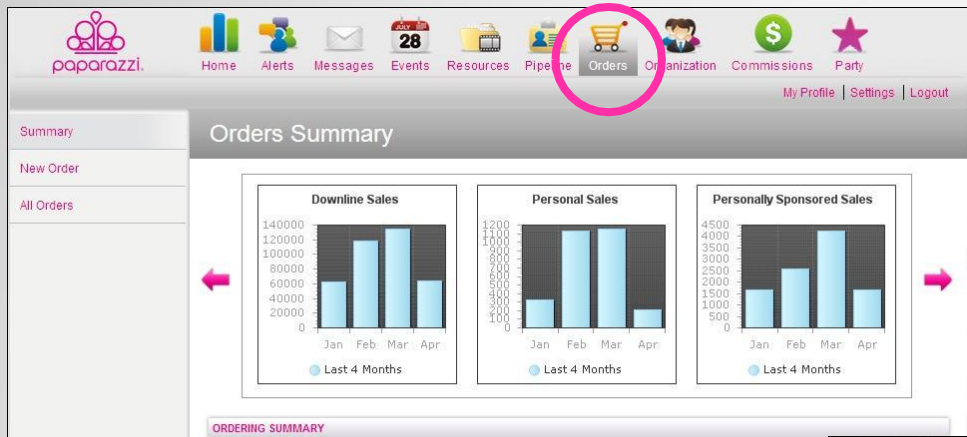 paparazzi.
JULY
28
Home Alerts Messages Events Resources Pipeline Orders Organization Commissions Party
My Profile | Settings | Logout
Summary
New Order
All Orders
Orders Summary
Downline Sales
140000
120000
100000
80000
60000
40000
20000
0
Jan Feb Mar Apr
Last 4 Months
Personal Sales
1200
1100
1000
900
800
700
600
500
400
300
200
100
0
Jan Feb Mar Apr
Last 4 Months
Personally Sponsored Sales
4500
4000
3500
3000
2500
2000
1500
1000
500
0
Jan Feb Mar Apr
Last 4 Months
ORDERING SUMMARY